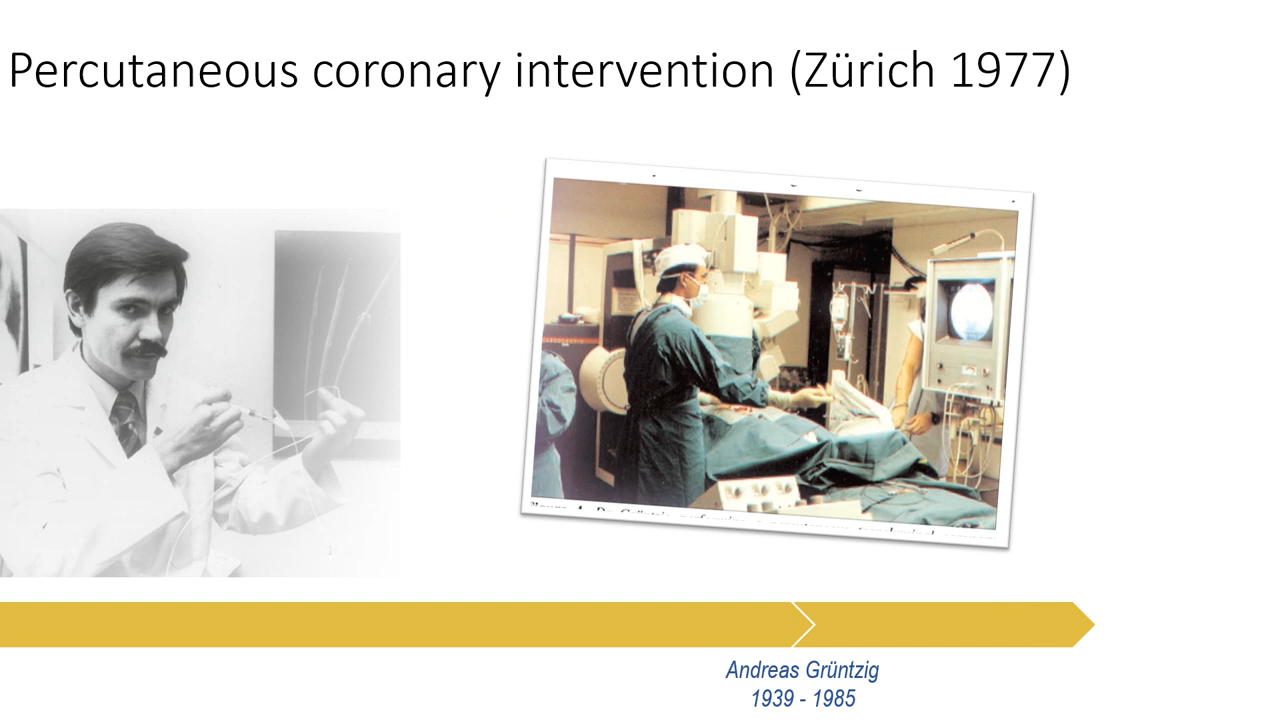 Percutaneous coronary intervention (Zürich 1977)
Andreas Grüntzig
1939 - 1985